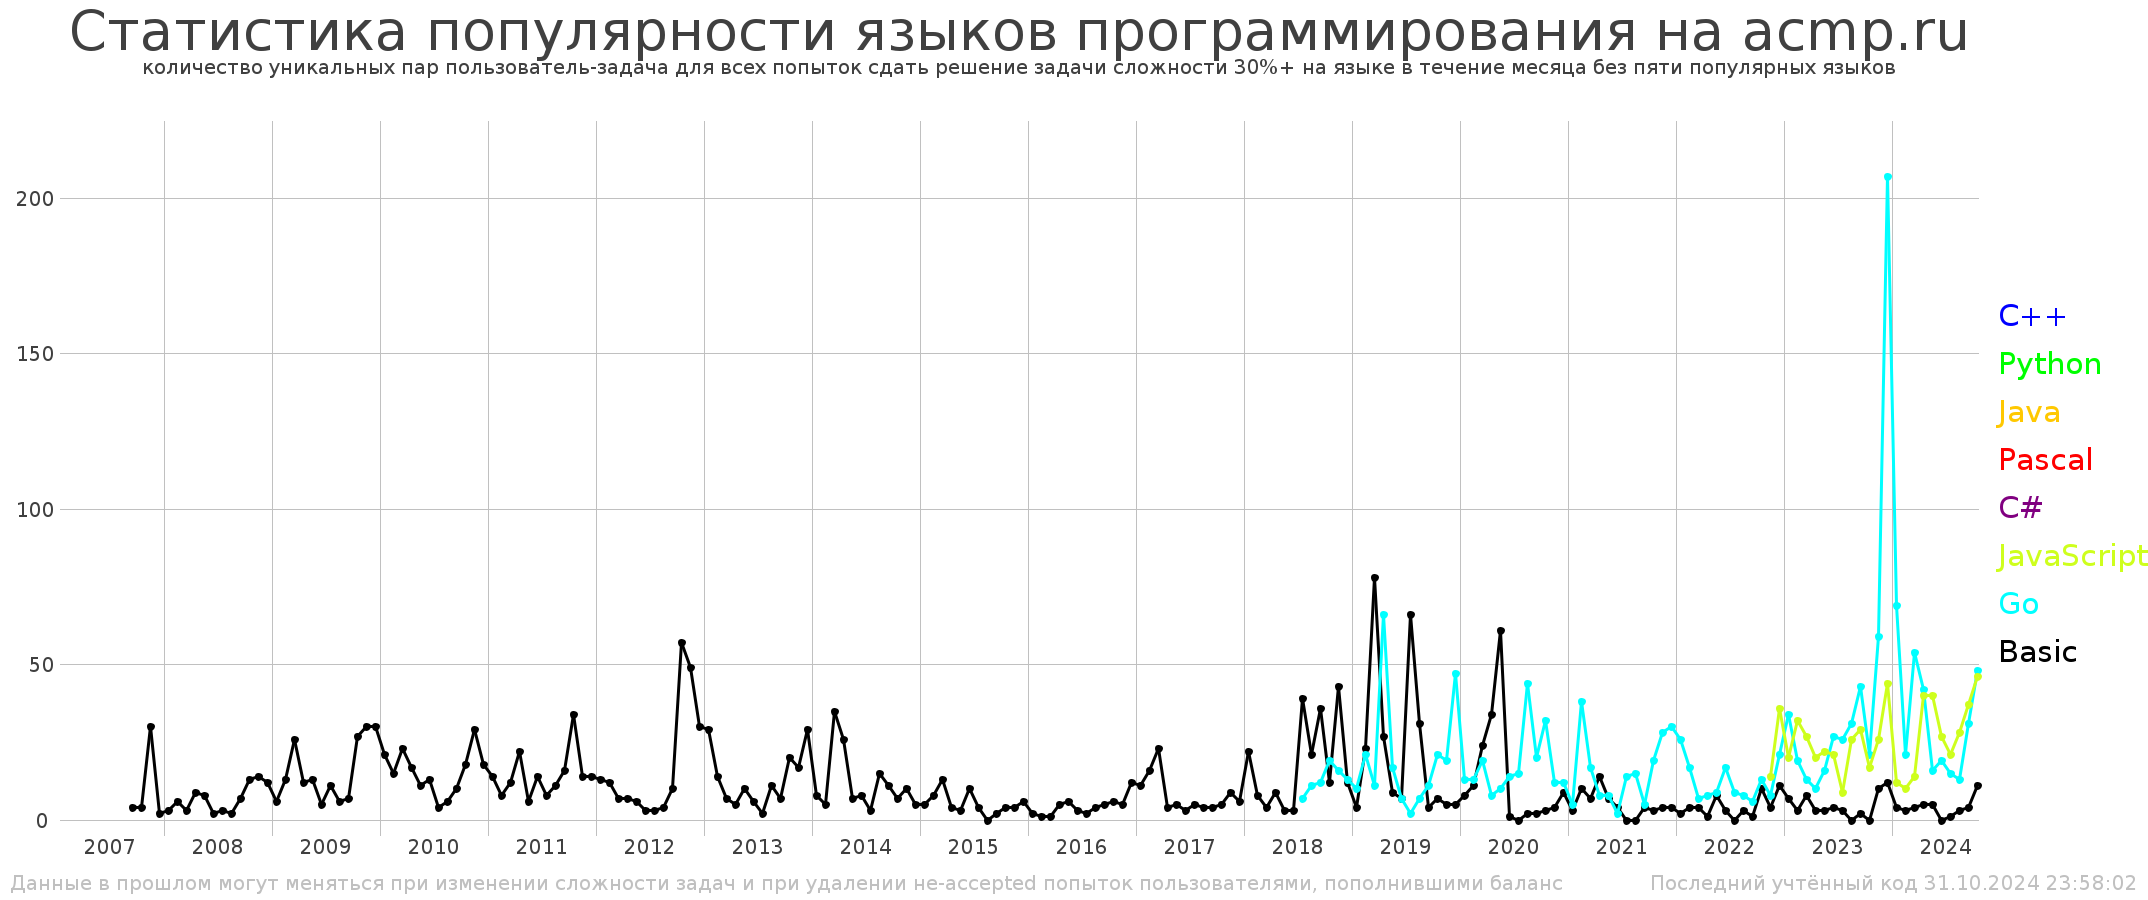 Статистика популярности языков программирования на acmp.ru
количество уникальных пар пользователь-задача для всех попыток сдать решение задачи сложности 30%+ на языке в течение месяца без пяти популярных языков
200
150
100
50
0
C++
Python
Java
Pascal
C#
JavaScript
Go
Basic
2007 2008 2009 2010 2011 2012 2013 2014 2015 2016 2017 2018 2019 2020 2021 2022 2023 2024
Данные в прошлом могут меняться при изменении сложности задач и при удалении не-accepted попыток пользователями, пополнившими баланс
Последний учтённый код 31.10.2024 23:58:02